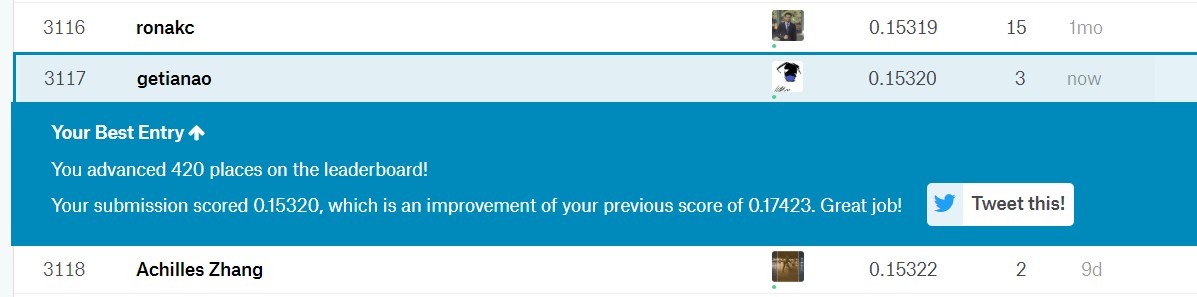 3116 ronakc 0.15319 15 1mo
3117 getianao 0.15320 3 now
Your Best Entry
You advanced 420 places on the leaderboard!
Your submission scored 0.15320, which is an improvement of your previous score of 0.17423. Great job! Tweet this!
3118 Achilles Zhang 0.15322 2 9d